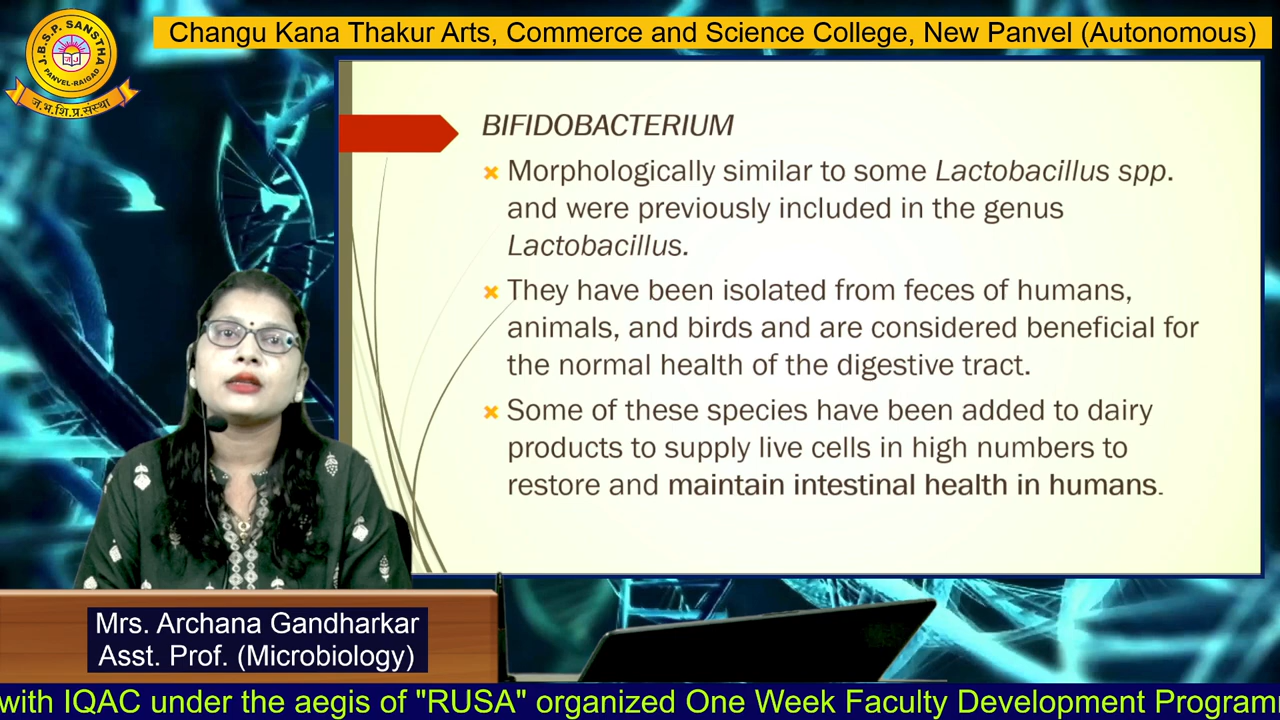 Changu Kana Thakur Arts, Commerce and Science College, New Panvel (Autonomous)
J.B.S.P. SANSTHA
PANVEL-RAIGAD
ज.भ.शि.प्र.संस्था
BIFIDOBACTERIUM
Morphologically similar to some Lactobacillus spp.
and were previously included in the genus
Lactobacillus.
They have been isolated from feces of humans,
animals, and birds and are considered beneficial for
the normal health of the digestive tract.
Some of these species have been added to dairy
products to supply live cells in high numbers to
restore and maintain intestinal health in humans.
Mrs. Archana Gandharkar
Asst. Prof. (Microbiology)
with IQAC under the aegis of "RUSA" organized One Week Faculty Development Program